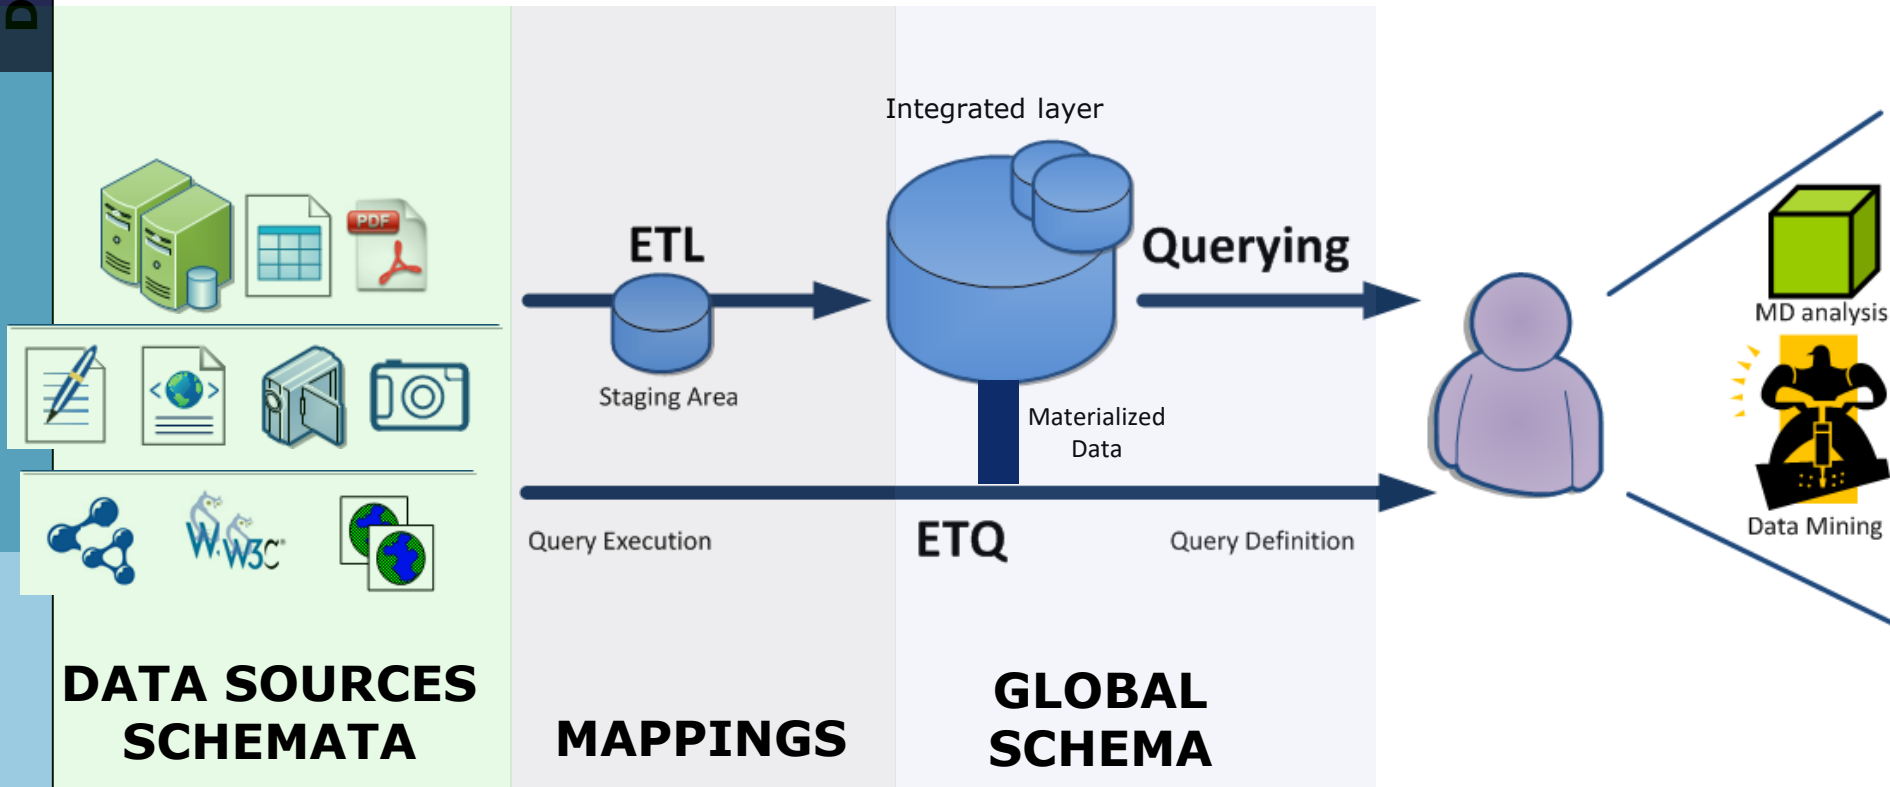 D
Integrated layer
PDF
ETL
Querying
MD analysis
Staging Area
Materialized
Data
W3C
Data Mining
Query Execution
ETQ
Query Definition
DATA SOURCES
SCHEMATA
MAPPINGS
GLOBAL
SCHEMA